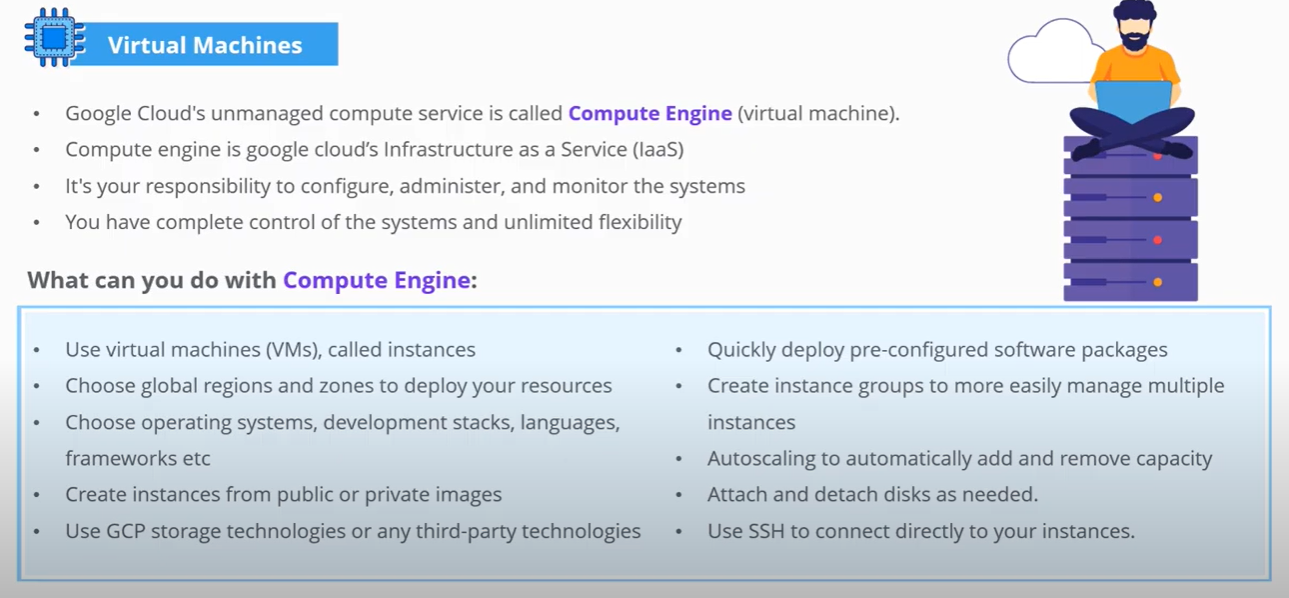 Virtual Machines
• Google Cloud's unmanaged compute service is called Compute Engine (virtual machine).
• Compute engine is google cloud's Infrastructure as a Service (IaaS)
• It's your responsibility to configure, administer, and monitor the systems
• You have complete control of the systems and unlimited flexibility
What can you do with Compute Engine:
• Use virtual machines (VMs), called instances
• Choose global regions and zones to deploy your resources
• Choose operating systems, development stacks, languages,
frameworks etc
• Create instances from public or private images
• Use GCP storage technologies or any third-party technologies
• Quickly deploy pre-configured software packages
• Create instance groups to more easily manage multiple
instances
• Autoscaling to automatically add and remove capacity
• Attach and detach disks as needed.
• Use SSH to connect directly to your instances.